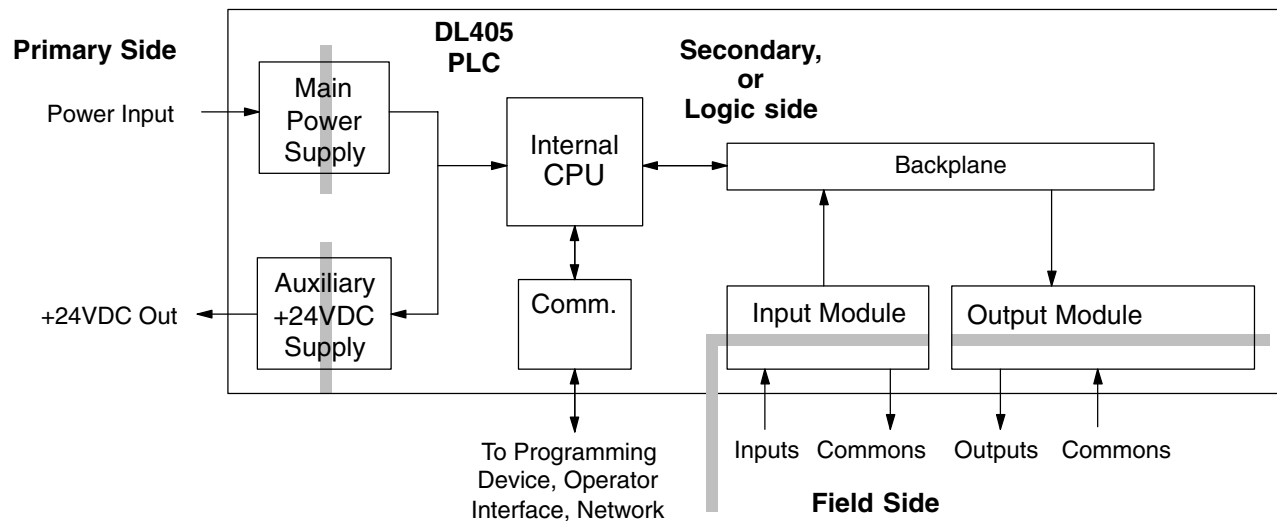 Primary Side
DL405
PLC
Secondary,
or
Logic side
Power Input
Main
Power
Supply
Internal
CPU
Backplane
+24VDC Out
Auxiliary
+24VDC
Supply
Comm.
Input Module
Output Module
To Programming
Device, Operator
Interface, Network
Inputs
Commons
Outputs
Commons
Field Side